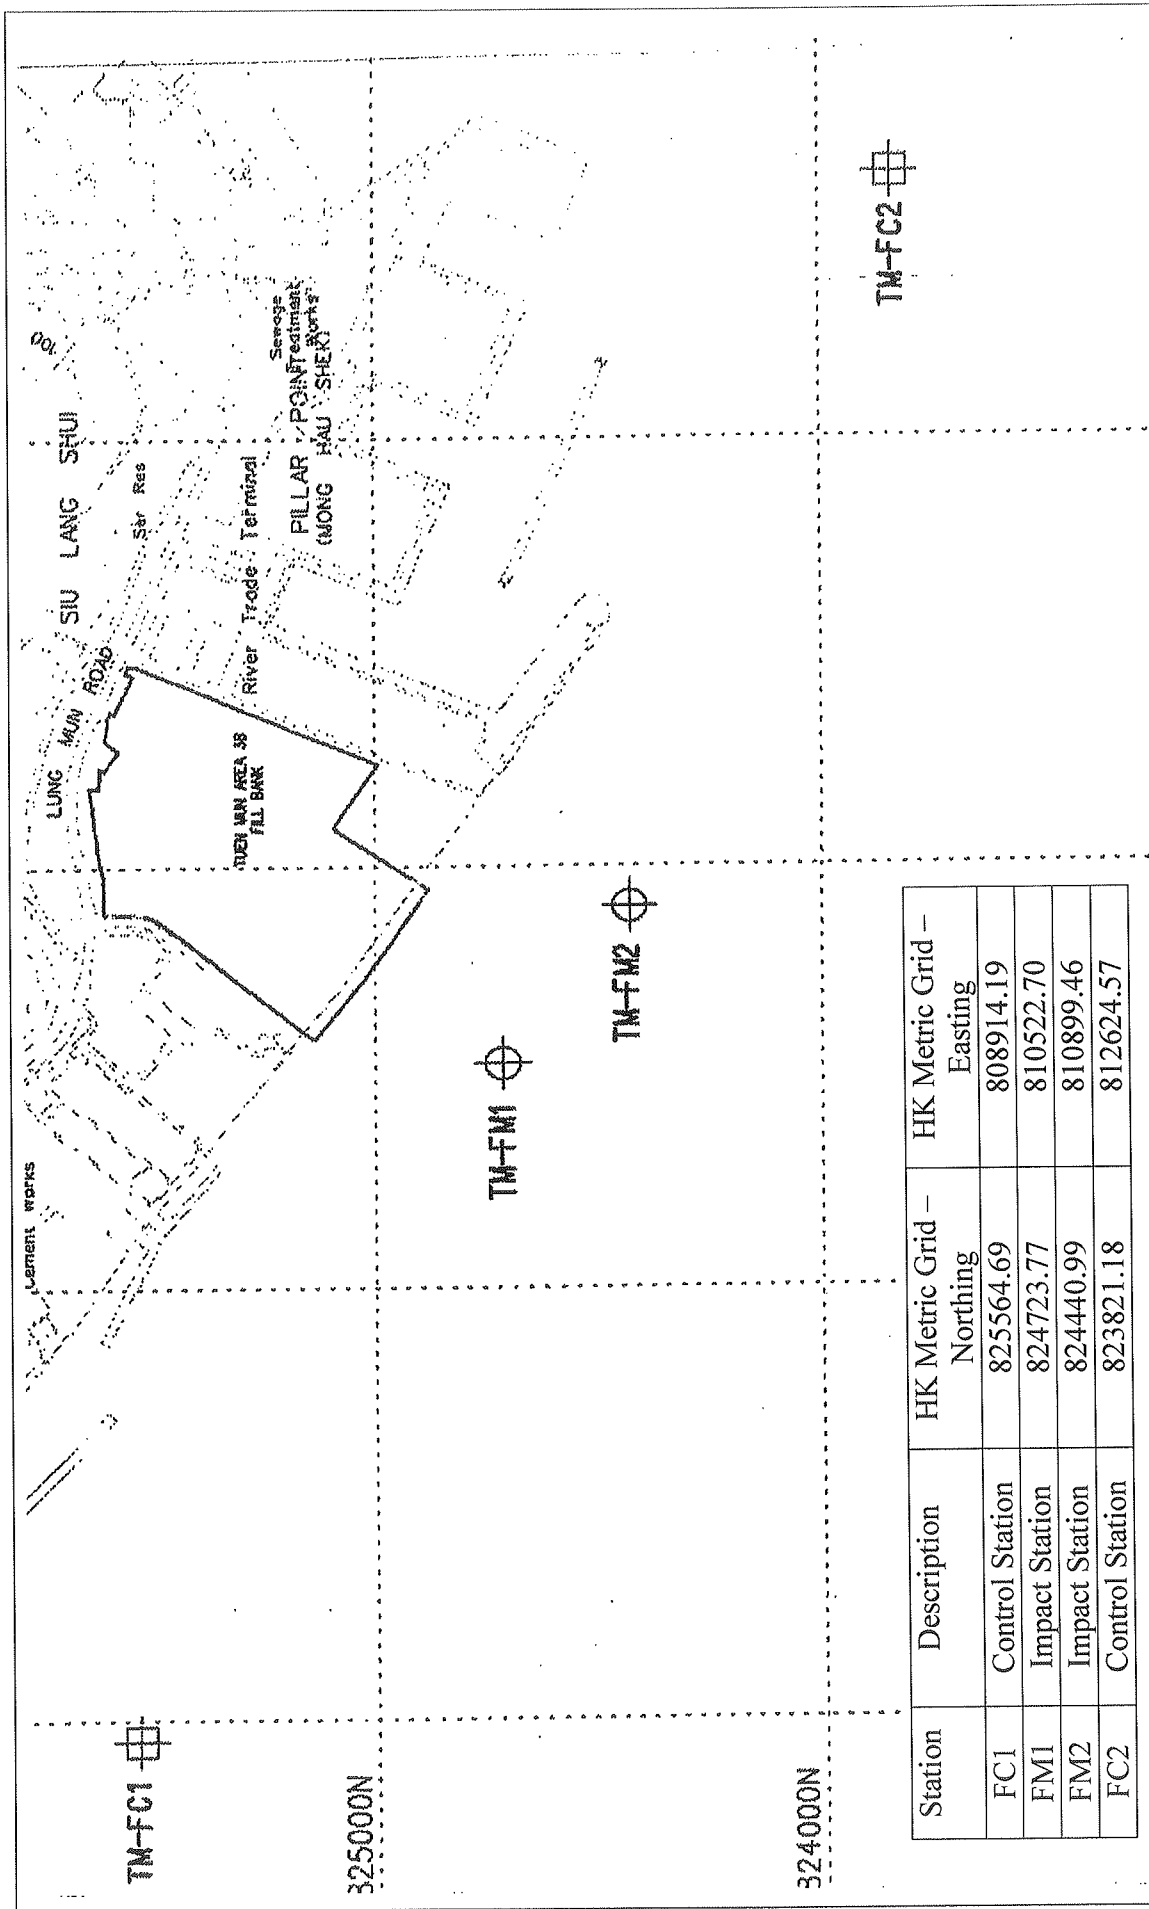 Cement works
LUNG MUN ROAD
SIU LANG SHUI
100
Ser Res
River Trade Terminal
Sewage
Treatment
Works
PILLAR POINT
(MONG HAU SHEK)
TUEN MUN AREA 38
FILL BANK
TM-FC1
325000N
TM-FM1
TM-FM2
324000N
TM-FC2
Station Description HK Metric Grid – Northing HK Metric Grid – Easting
FC1 Control Station 825564.69 808914.19
FM1 Impact Station 824723.77 810522.70
FM2 Impact Station 824440.99 810899.46
FC2 Control Station 823821.18 812624.57